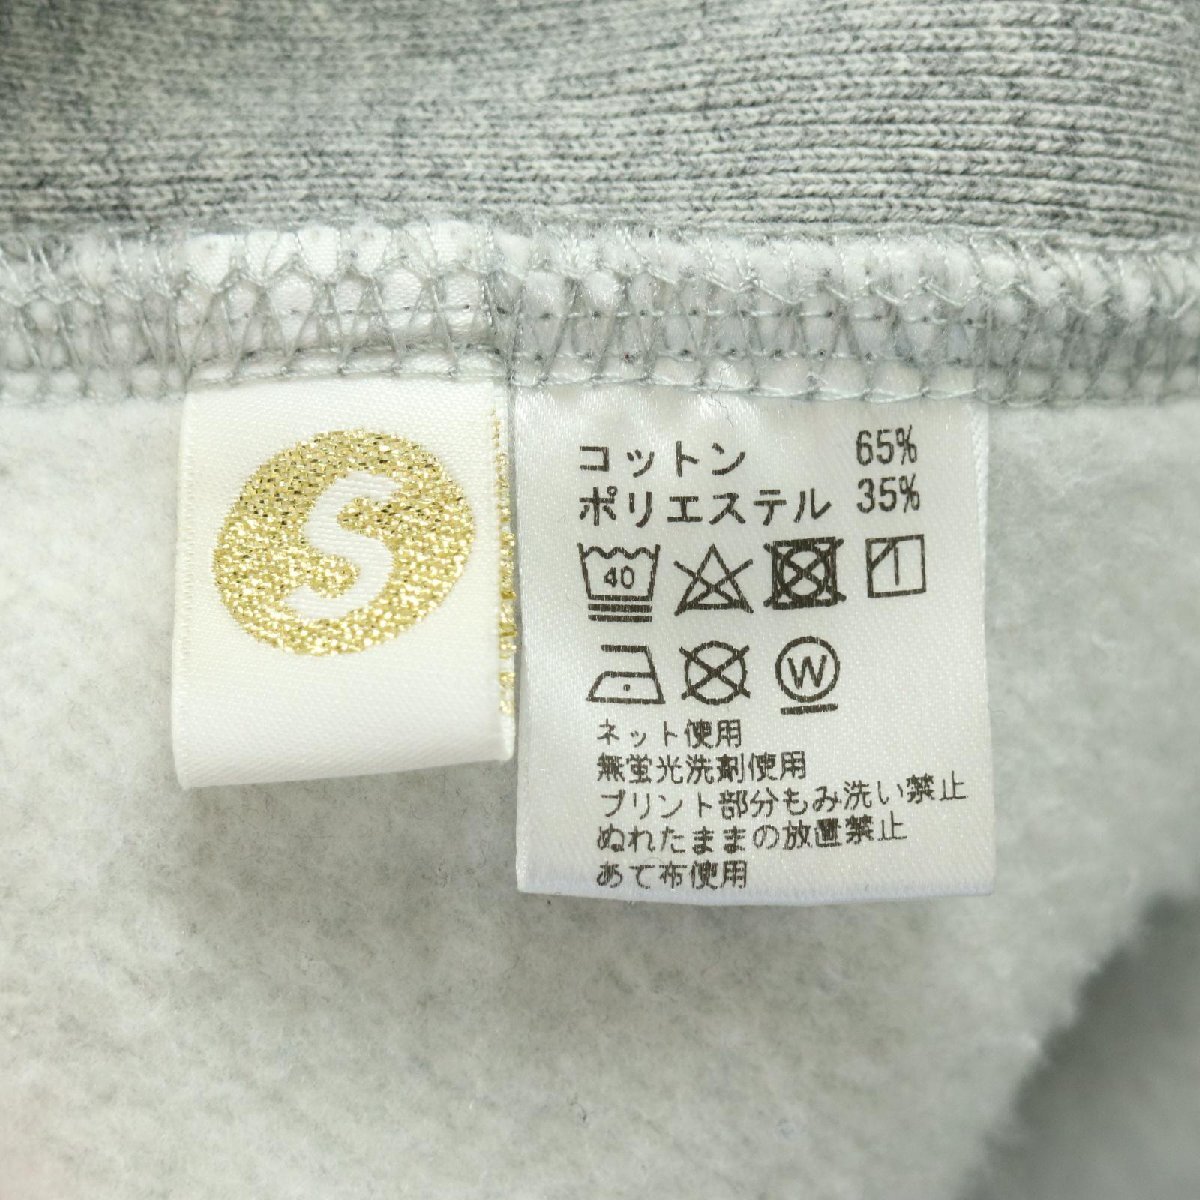 S
コットン 65%
ポリエステル 35%
40
W
ネット使用
無蛍光洗剤使用
プリント部分もみ洗い禁止
ぬれたままの放置禁止
あて布使用